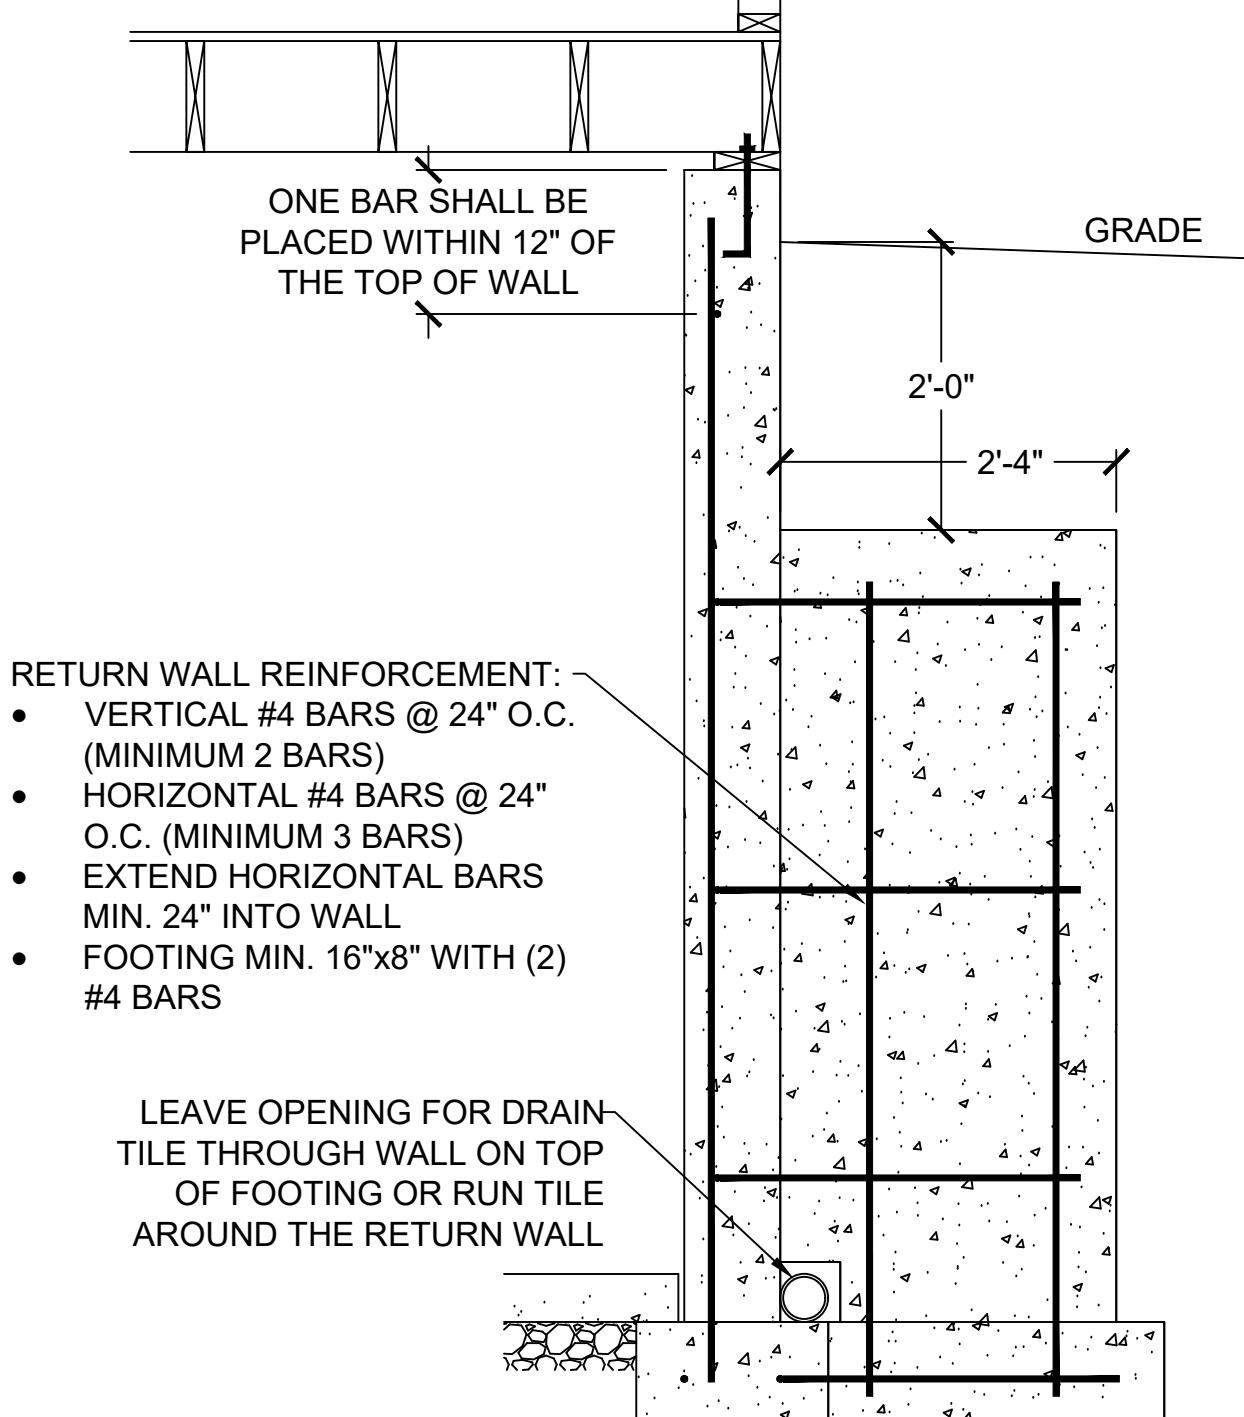 ONE BAR SHALL BE
PLACED WITHIN 12" OF
THE TOP OF WALL
GRADE
2'-0"
2'-4"
RETURN WALL REINFORCEMENT:
• VERTICAL #4 BARS @ 24" O.C.
(MINIMUM 2 BARS)
• HORIZONTAL #4 BARS @ 24"
O.C. (MINIMUM 3 BARS)
• EXTEND HORIZONTAL BARS
MIN. 24" INTO WALL
• FOOTING MIN. 16"x8" WITH (2)
#4 BARS
LEAVE OPENING FOR DRAIN
TILE THROUGH WALL ON TOP
OF FOOTING OR RUN TILE
AROUND THE RETURN WALL